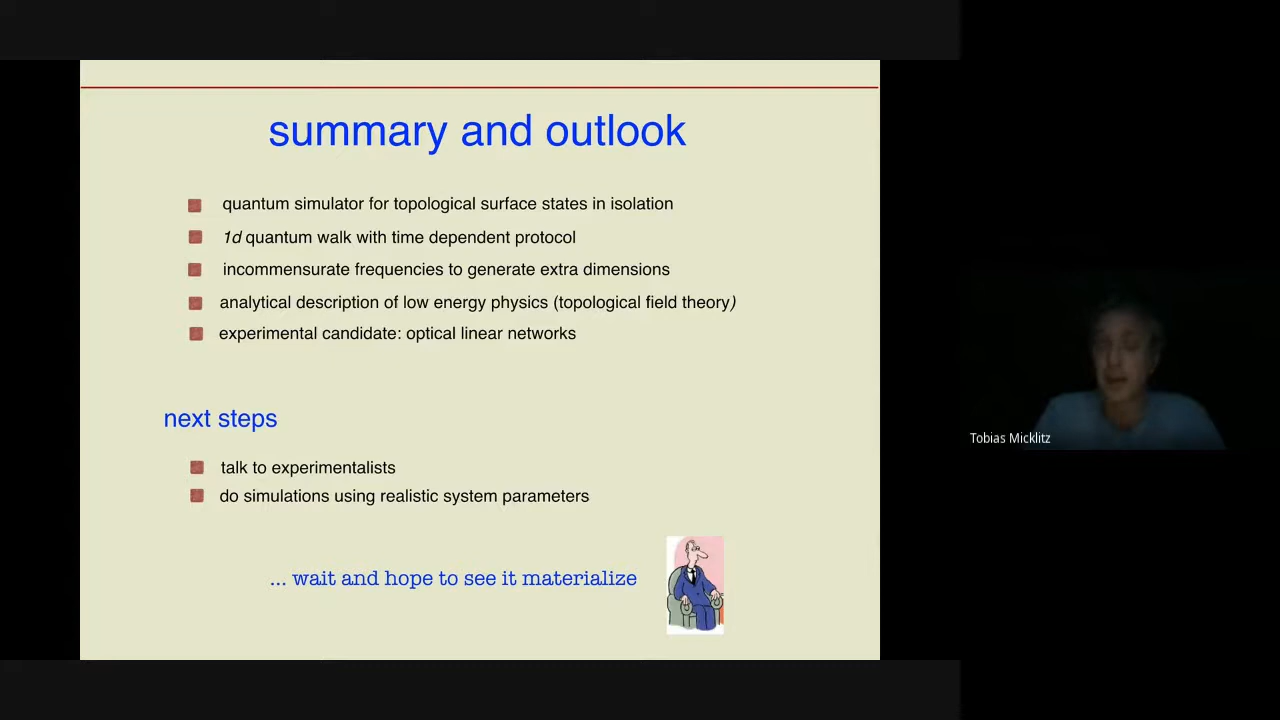 summary and outlook
quantum simulator for topological surface states in isolation
1d quantum walk with time dependent protocol
incommensurate frequencies to generate extra dimensions
analytical description of low energy physics (topological field theory)
experimental candidate: optical linear networks
next steps
talk to experimentalists
do simulations using realistic system parameters
... wait and hope to see it materialize
Tobias Micklitz